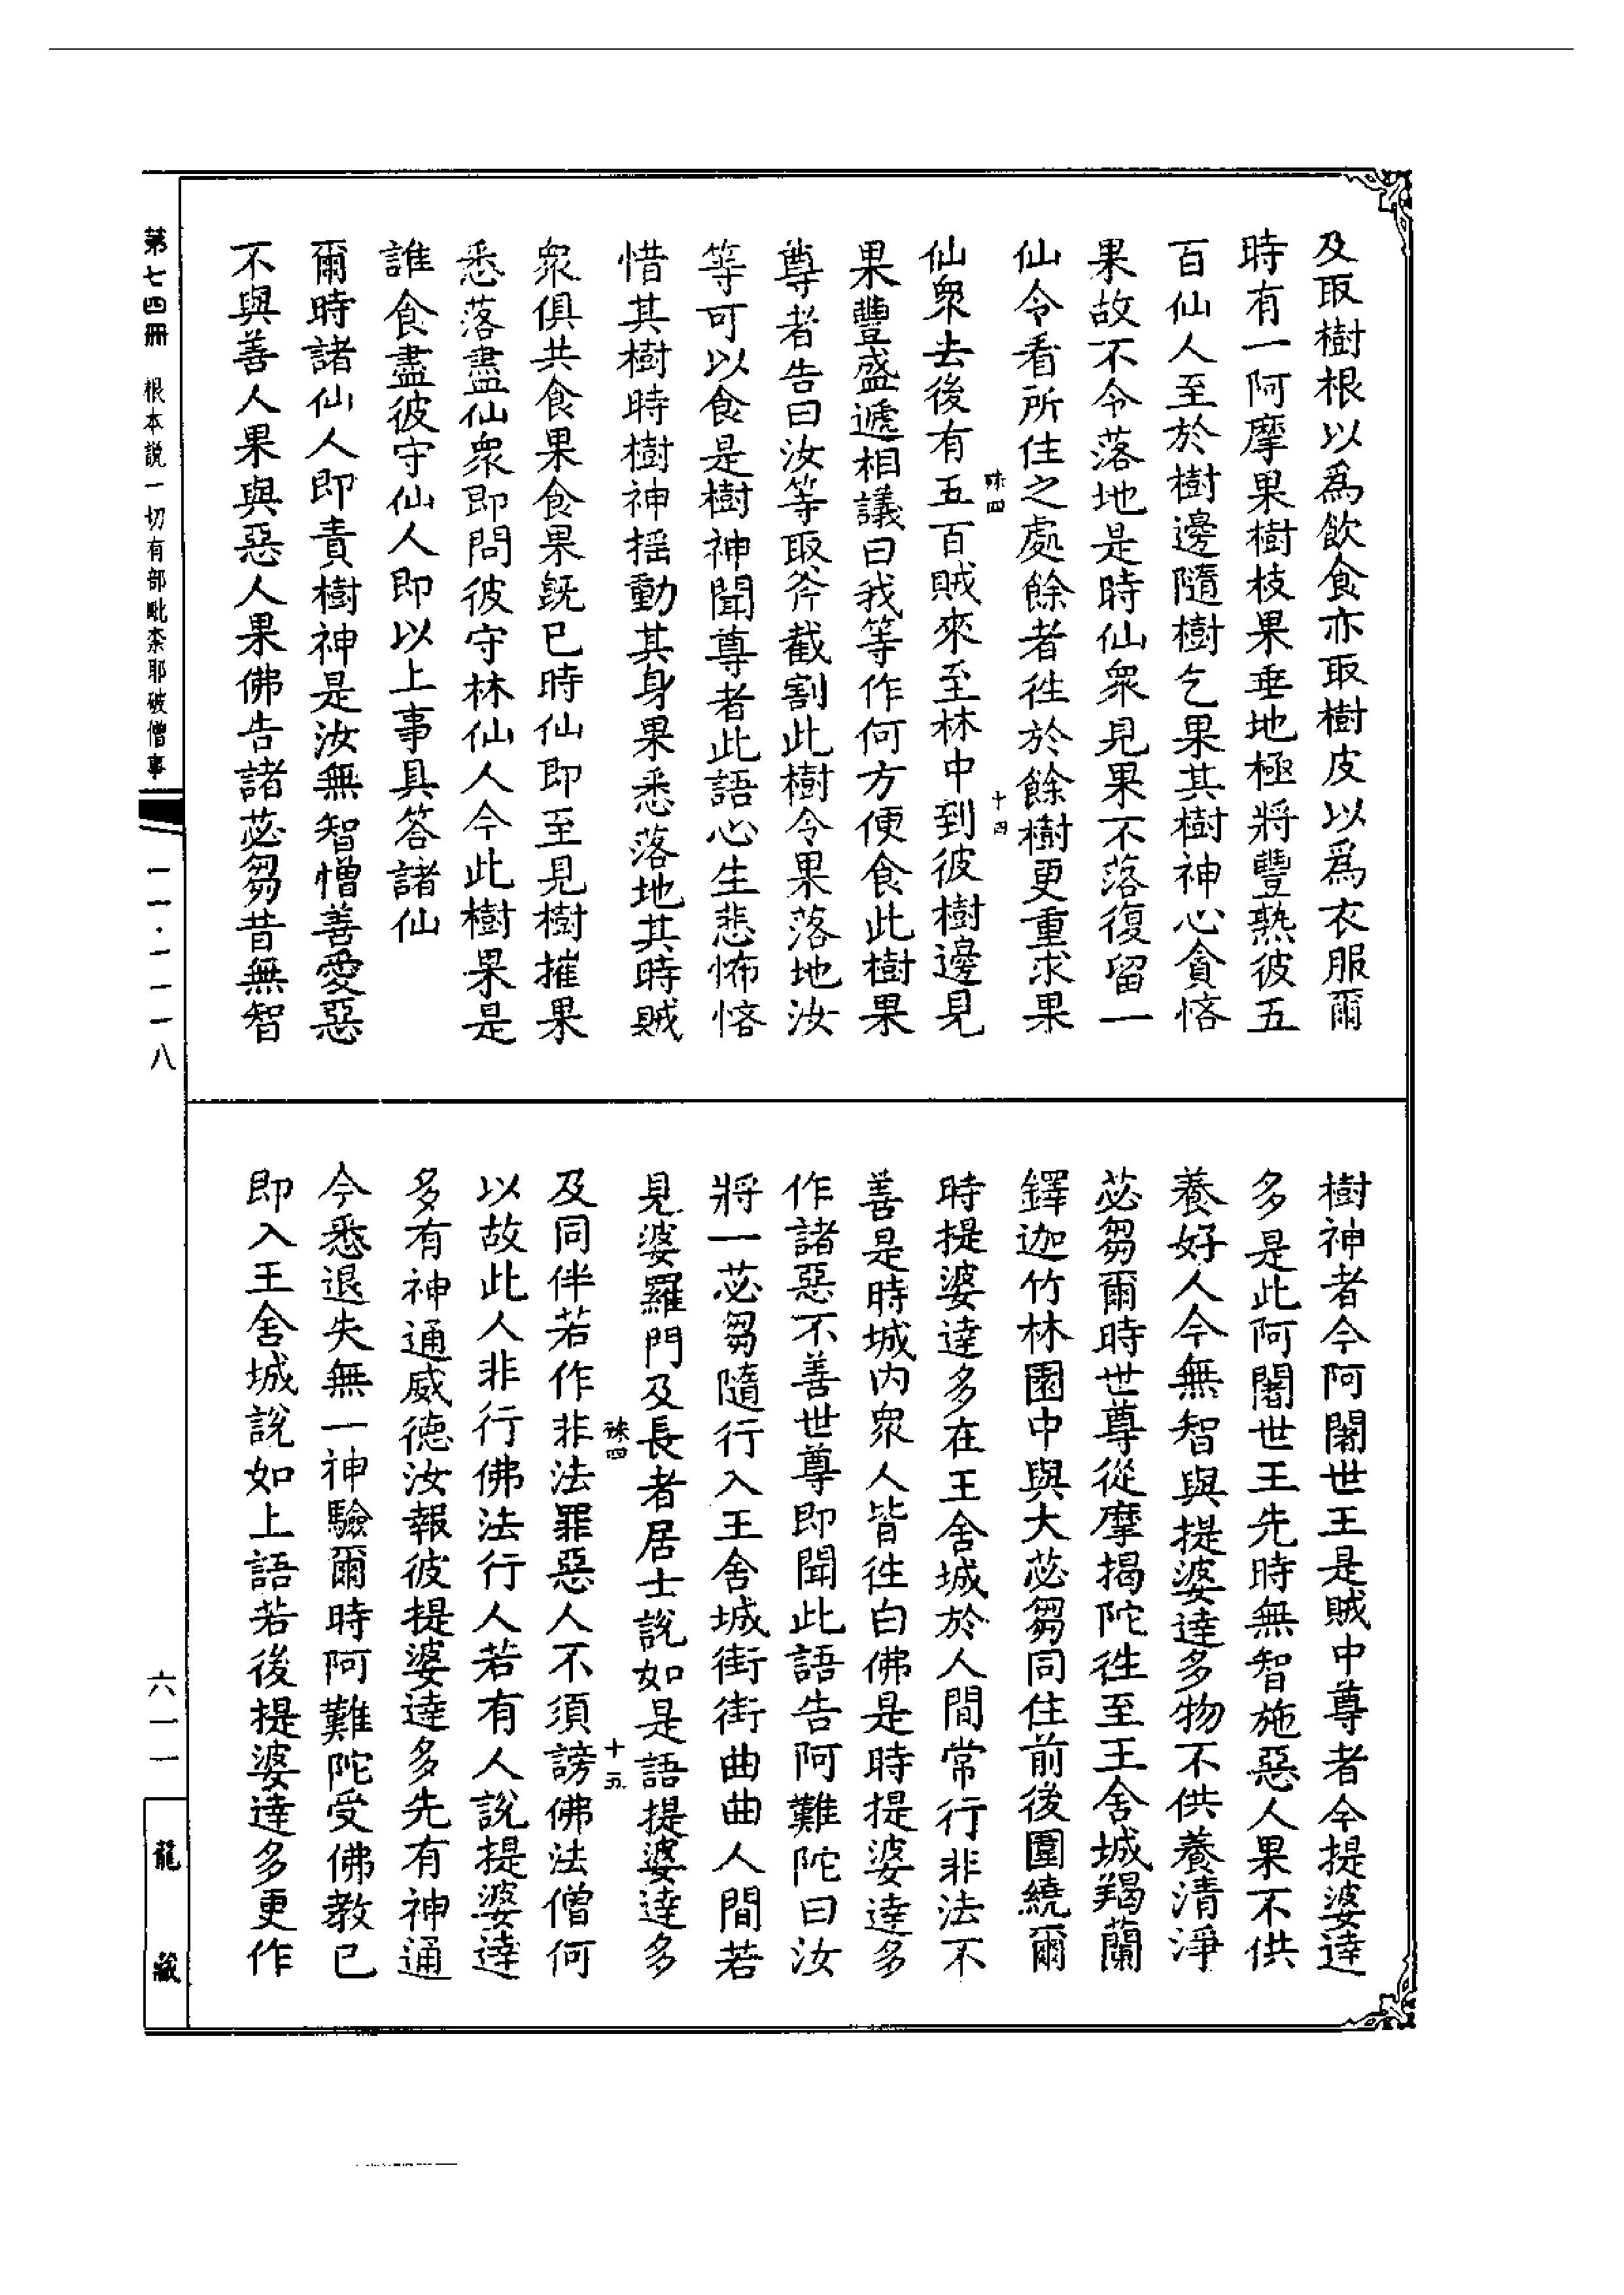 及取樹根以爲飲食亦取樹皮以爲衣服爾
時有一阿摩果樹枝果垂地極將豐熟彼五
百仙人至於樹邊隨樹乞果其樹神心貪悋
果故不令落地是時仙衆見果不落復留一
仙令看所住之處餘者徃於餘樹更重求果
仙衆去後有五百賊來至林中到彼樹邊見
果豐盛遞相議曰我等作何方便食此樹果
尊者告曰汝等取斧截割此樹令果落地汝
等可以食是樹神聞尊者此語心生悲怖悋
惜其樹時樹神揺動其身果悉落地其時賊
衆俱共食果食果旣已時仙即至見樹摧果
悉落盡仙衆即問彼守林仙人今此樹果是
誰食盡彼守仙人即以上事具答諸仙
爾時諸仙人即責樹神是汝無智憎善愛惡
不與善人果與惡人果佛告諸苾芻昔無智
樹神者今阿闍世王是賊中尊者今提婆達
多是此阿闍世王先時無智施惡人果不供
養好人今無智與提婆達多物不供養清淨
苾芻爾時世尊從摩揭陀徃至王舍城羯蘭
鐸迦竹林園中與大苾芻同住前後圍繞爾
時提婆達多在王舍城於人間常行非法不
善是時城内衆人皆徃白佛是時提婆達多
作諸惡不善世尊即聞此語告阿難陀曰汝
將一苾芻隨行入王舍城街街曲曲人間若
見婆羅門及長者居士說如是語提婆達多
及同伴若作非法罪惡人不須謗佛法僧何
以故此人非行佛法行人若有人說提婆達
多有神通威德汝報彼提婆達多先有神通
今悉退失無一神驗爾時阿難陀受佛教已
即入王舍城說如上語若後提婆達多更作
第七四冊 根本説一切有部毗柰耶破僧事
一一·一一一八
六一一
龍藏